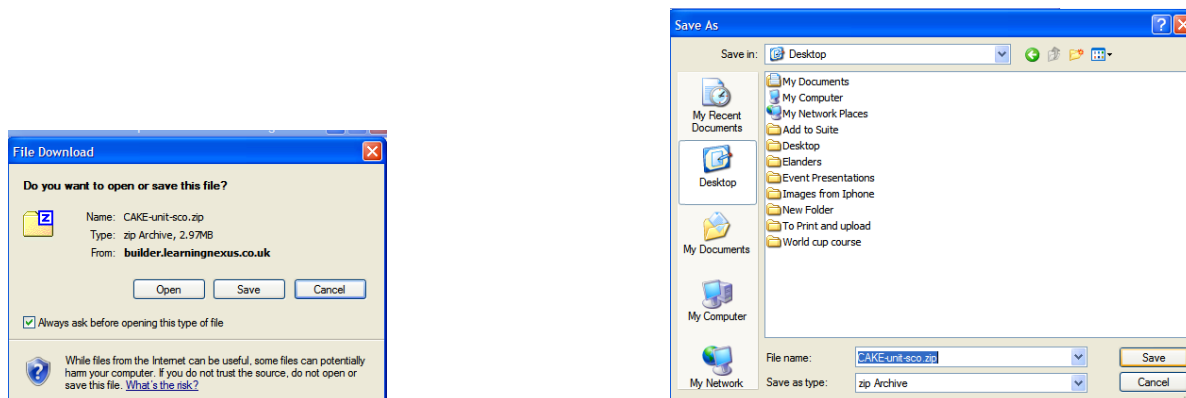 File Download
Do you want to open or save this file?
Name: CAKE-unit-sco.zip
Type: zip Archive, 2.97MB
From: builder.learningnexus.co.uk
Open Save Cancel
Always ask before opening this type of file
While files from the Internet can be useful, some files can potentially
harm your computer. If you do not trust the source, do not open or
save this file. What's the risk?
Save As
Save in: Desktop
My Recent
Documents
Desktop
My Documents
My Computer
My Network
My Documents
My Computer
My Network Places
Add to Suite
Desktop
Elanders
Event Presentations
Images from Iphone
New Folder
To Print and upload
World cup course
File name: CAKE-unit-sco.zip Save
Save as type: zip Archive Cancel